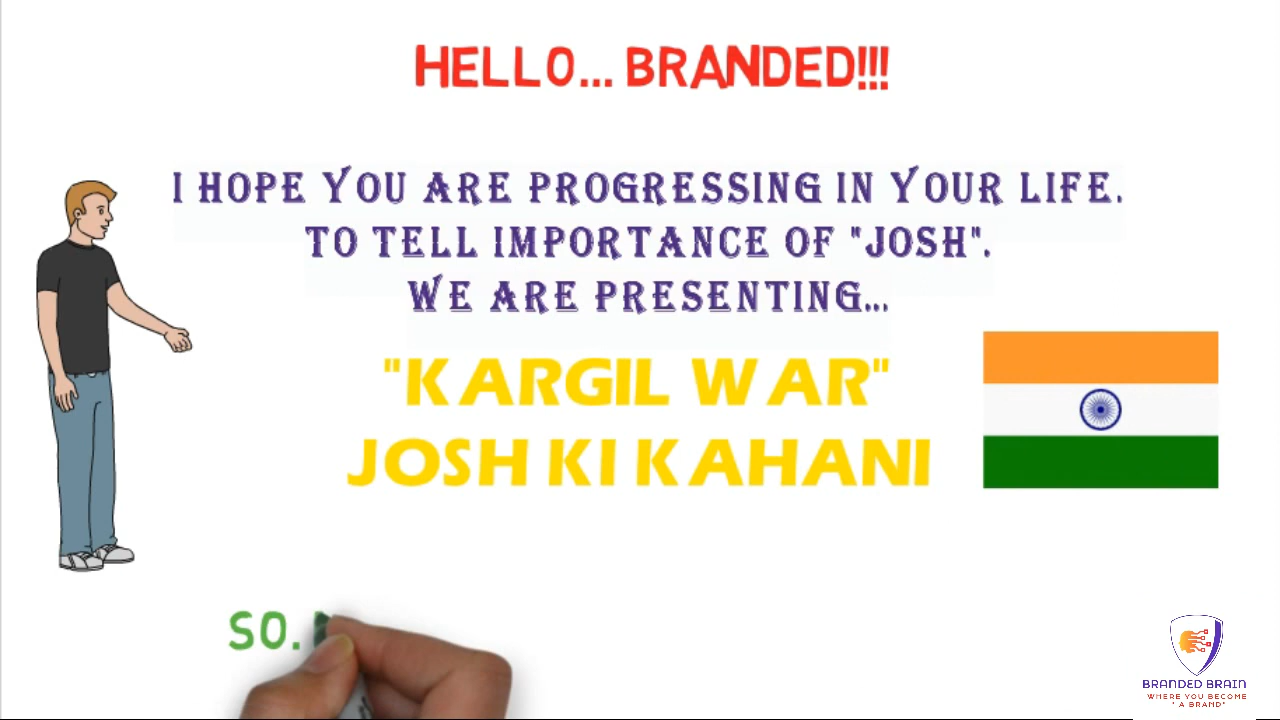 HELLO... BRANDED!!!
I HOPE YOU ARE PROGRESSING IN YOUR LIFE.
TO TELL IMPORTANCE OF "JOSH".
WE ARE PRESENTING...
"KARGIL WAR"
JOSH KI KAHANI
SO.
BRANDED BRAIN
WHERE YOU BECOME
"A BRAND"